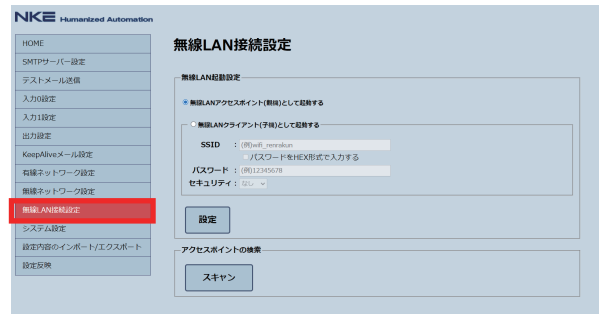 NKE Humanized Automation
HOME
SMTPサーバー設定
テストメール送信
入力0設定
入力1設定
出力設定
KeepAliveメール設定
有線ネットワーク設定
無線ネットワーク設定
無線LAN接続設定
システム設定
設定内容のインポート/エクスポート
設定反映
無線LAN接続設定
無線LAN起動設定
無線LANアクセスポイント(親機)として起動する
無線LANクライアント(子機)として起動する
SSID : (例)wifi_renraku​n
パスワードをHEX形式で入力する
パスワード : (例)12345678
セキュリティ : なし
設定
アクセスポイントの検索
スキャン